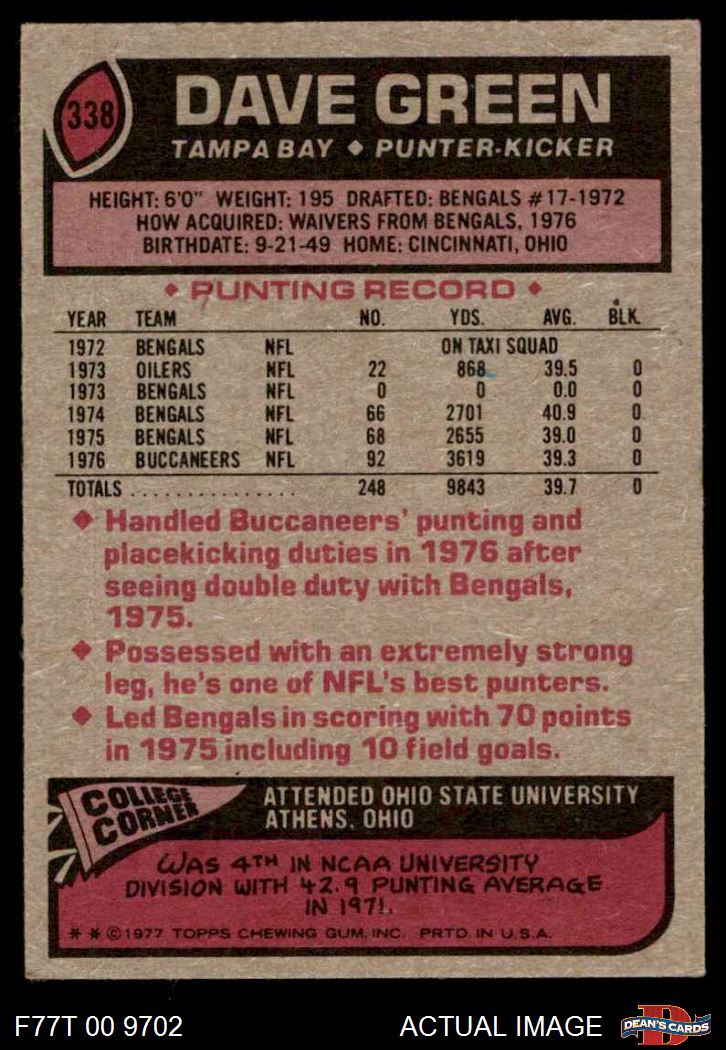 338
DAVE GREEN
TAMPA BAY ◆ PUNTER-KICKER
HEIGHT: 6'0" WEIGHT: 195 DRAFTED: BENGALS #17-1972
HOW ACQUIRED: WAIVERS FROM BENGALS, 1976
BIRTHDATE: 9-21-49 HOME: CINCINNATI, OHIO
◆ PUNTING RECORD ◆
YEAR TEAM NO. YDS. AVG. BLK.
1972 BENGALS NFL ON TAXI SQUAD
1973 OILERS NFL 22 868 39.5 0
1973 BENGALS NFL 0 0 0.0 0
1974 BENGALS NFL 66 2701 40.9 0
1975 BENGALS NFL 68 2655 39.0 0
1976 BUCCANEERS NFL 92 3619 39.3 0
TOTALS . . . . . . . . . . . . . . . 248 9843 39.7 0
◆ Handled Buccaneers' punting and
placekicking duties in 1976 after
seeing double duty with Bengals,
1975.
◆ Possessed with an extremely strong
leg, he's one of NFL's best punters.
◆ Led Bengals in scoring with 70 points
in 1975 including 10 field goals.
COLLEGE
CORNER
ATTENDED OHIO STATE UNIVERSITY
ATHENS, OHIO
WAS 4TH IN NCAA UNIVERSITY
DIVISION WITH 42.9 PUNTING AVERAGE
IN 1971.
* * © 1977 TOPPS CHEWING GUM, INC. PRTD. IN U.S.A.
F77T 00 9702
ACTUAL IMAGE
D
DEAN'S CARDS